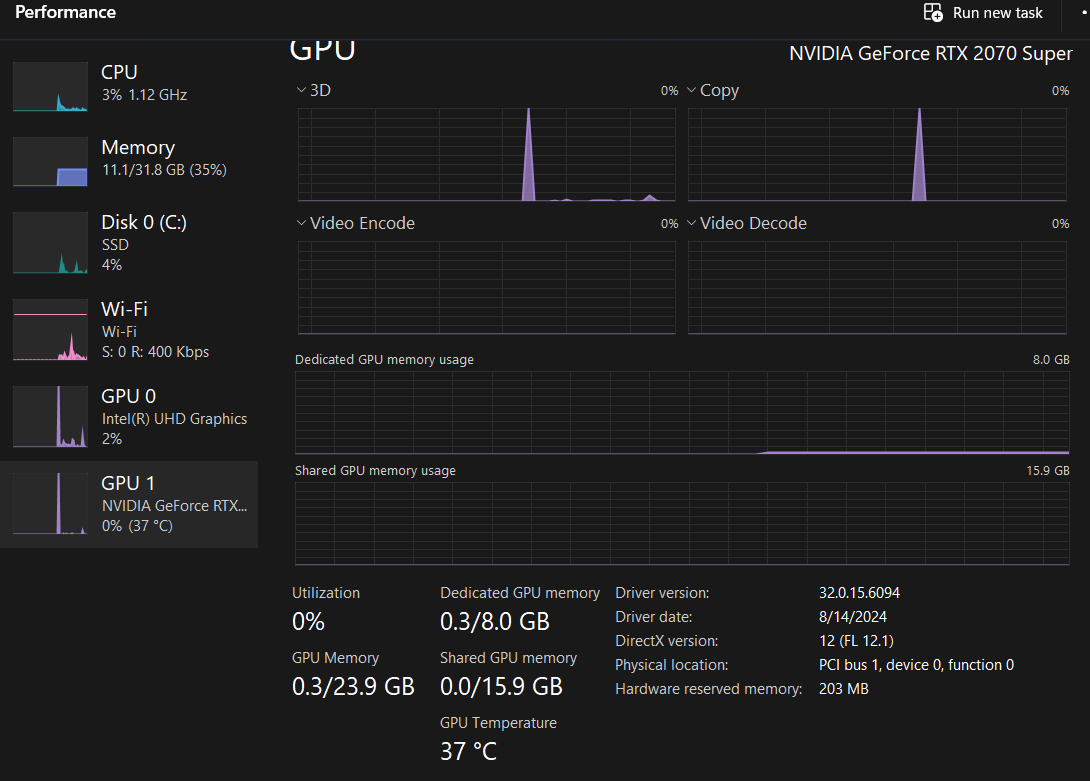 Performance
Run new task
CPU
3% 1.12 GHz
Memory
11.1/31.8 GB (35%)
Disk 0 (C:)
SSD
4%
Wi-Fi
Wi-Fi
S: 0 R: 400 Kbps
GPU 0
Intel(R) UHD Graphics
2%
GPU 1
NVIDIA GeForce RTX...
0% (37 °C)
GPU
NVIDIA GeForce RTX 2070 Super
3D 0%
Copy 0%
Video Encode 0%
Video Decode 0%
Dedicated GPU memory usage 8.0 GB
Shared GPU memory usage 15.9 GB
Utilization
0%
Dedicated GPU memory
0.3/8.0 GB
GPU Memory
0.3/23.9 GB
Shared GPU memory
0.0/15.9 GB
GPU Temperature
37 °C
Driver version: 32.0.15.6094
Driver date: 8/14/2024
DirectX version: 12 (FL 12.1)
Physical location: PCI bus 1, device 0, function 0
Hardware reserved memory: 203 MB